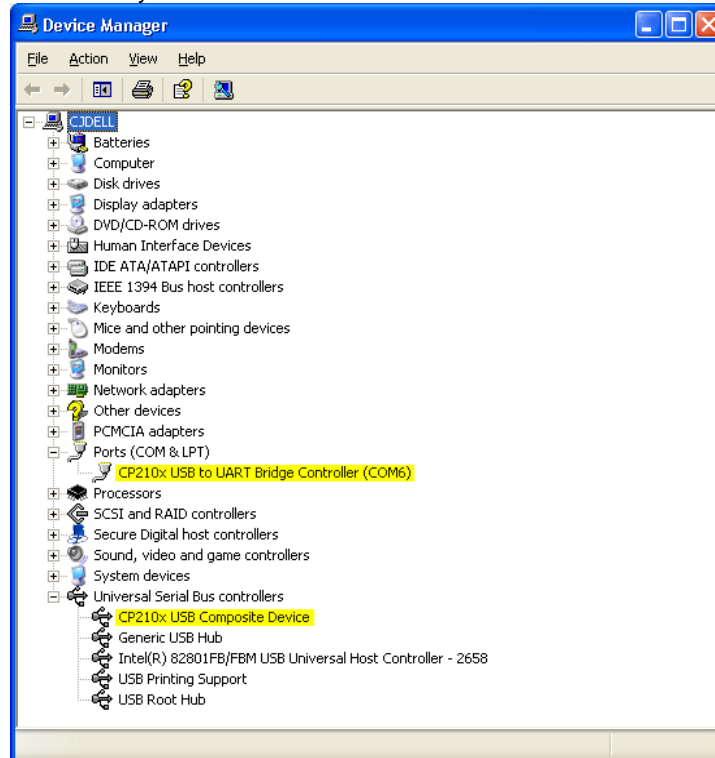 Device Manager
File Action View Help
CJDELL
Batteries
Computer
Disk drives
Display adapters
DVD/CD-ROM drives
Human Interface Devices
IDE ATA/ATAPI controllers
IEEE 1394 Bus host controllers
Keyboards
Mice and other pointing devices
Modems
Monitors
Network adapters
Other devices
PCMCIA adapters
Ports (COM & LPT)
CP210x USB to UART Bridge Controller (COM6)
Processors
SCSI and RAID controllers
Secure Digital host controllers
Sound, video and game controllers
System devices
Universal Serial Bus controllers
CP210x USB Composite Device
Generic USB Hub
Intel(R) 82801FB/FBM USB Universal Host Controller - 2658
USB Printing Support
USB Root Hub